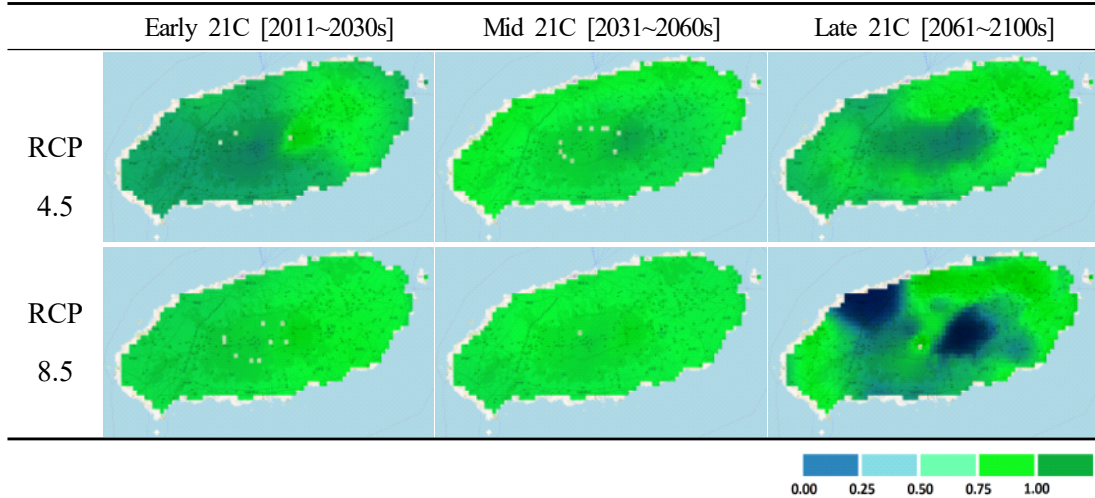 Early 21C [2011~2030s] Mid 21C [2031~2060s] Late 21C [2061~2100s]
RCP
4.5
RCP
8.5
0.00 0.25 0.50 0.75 1.00